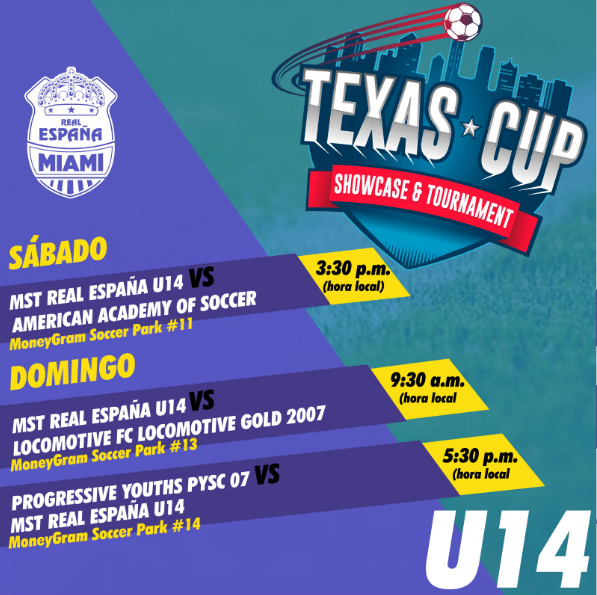 REAL
ESPAÑA
MIAMI
TEXAS CUP
SHOWCASE & TOURNAMENT
SÁBADO
MST REAL ESPAÑA U14 VS
AMERICAN ACADEMY OF SOCCER
MoneyGram Soccer Park #11
3:30 p.m.
(hora local)
DOMINGO
MST REAL ESPAÑA U14 VS
LOCOMOTIVE FC LOCOMOTIVE GOLD 2007
MoneyGram Soccer Park #13
9:30 a.m.
(hora local
PROGRESSIVE YOUTHS PYSC 07 VS
MST REAL ESPAÑA U14
MoneyGram Soccer Park #14
5:30 p.m.
(hora local
U14